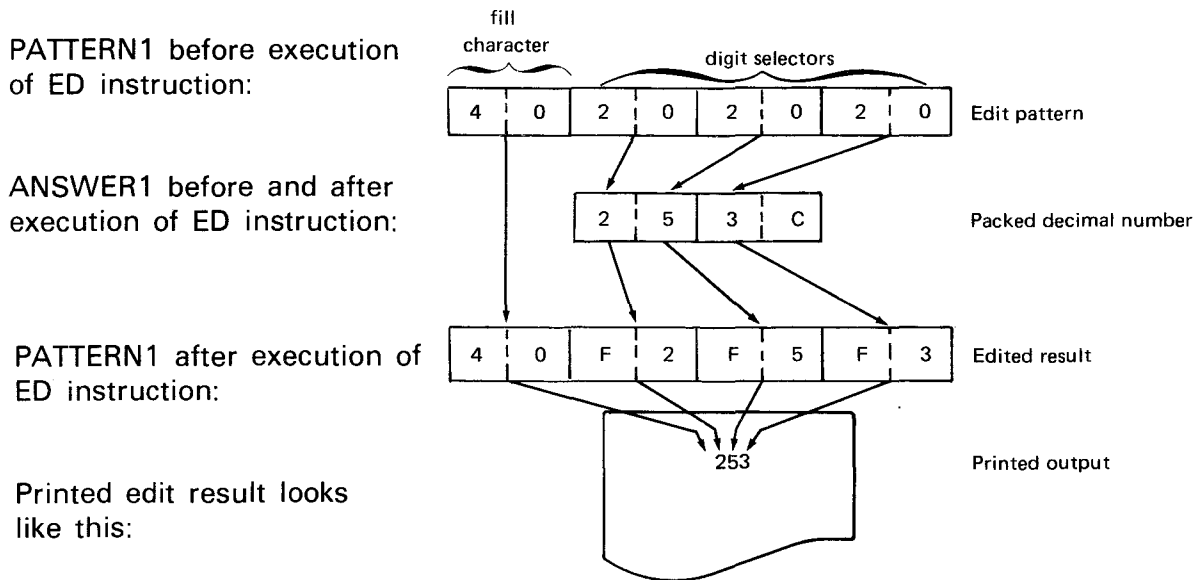 fill
character
digit selectors
PATTERN1 before execution
of ED instruction:
4 0 2 0 2 0 2 0
Edit pattern
ANSWER1 before and after
execution of ED instruction:
2 5 3 C
Packed decimal number
PATTERN1 after execution of
ED instruction:
4 0 F 2 F 5 F 3
Edited result
253
Printed output
Printed edit result looks
like this: